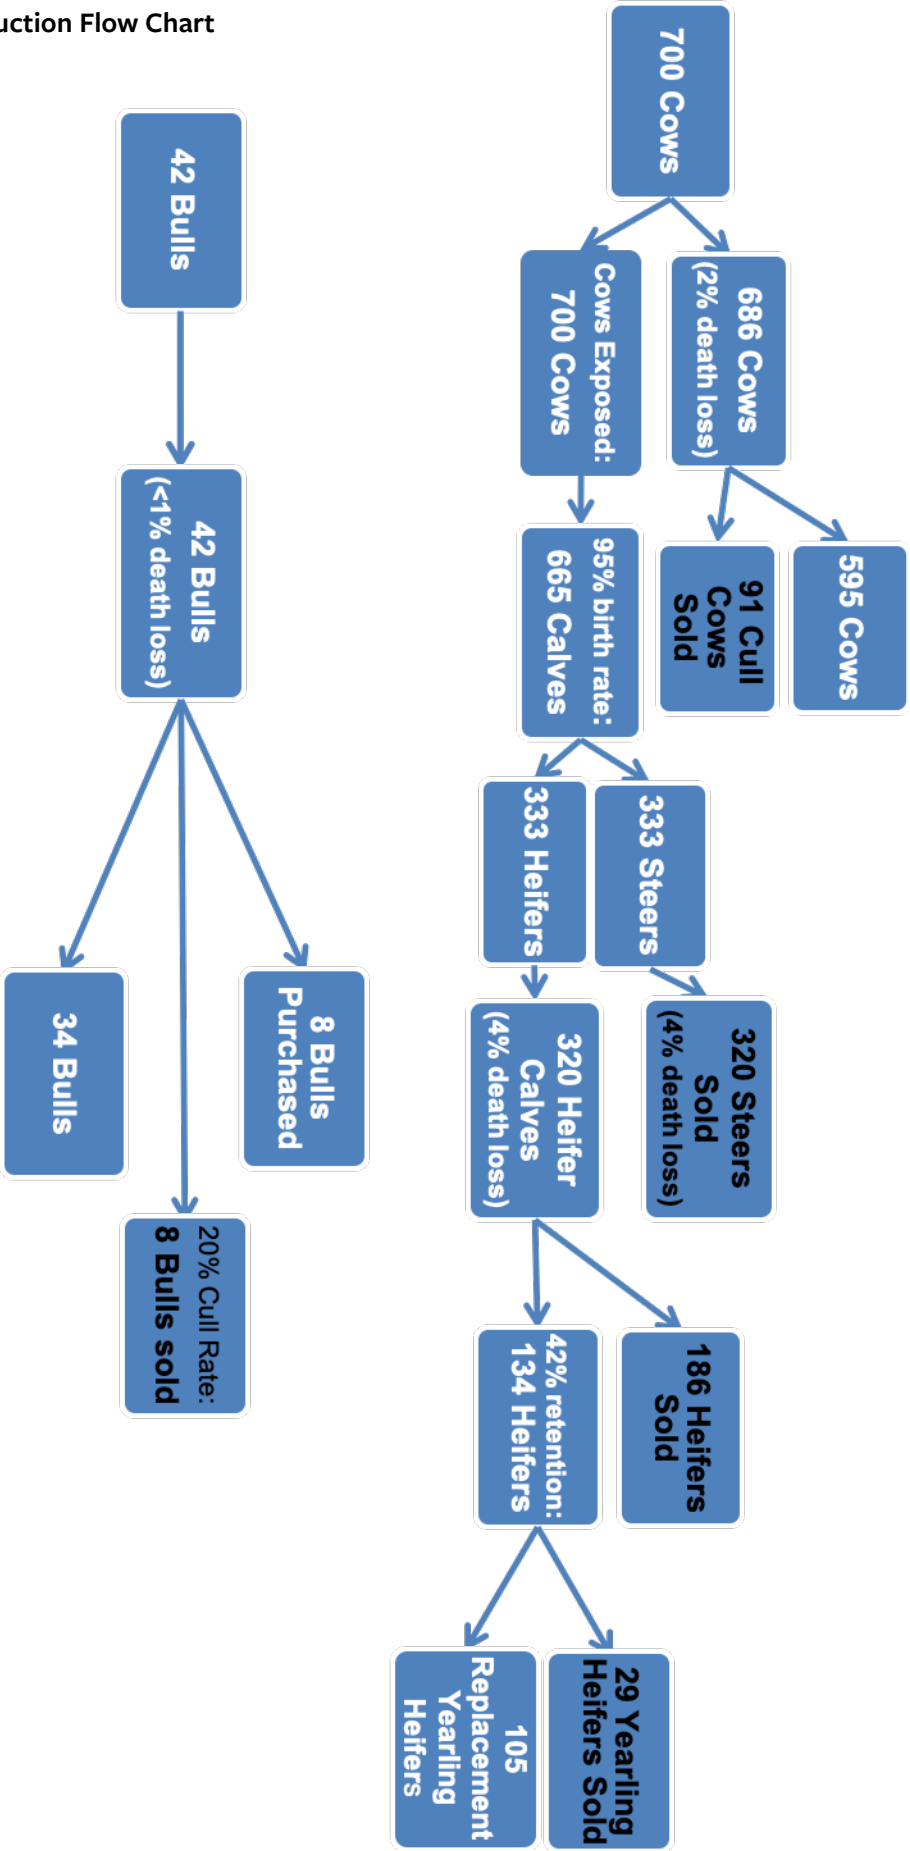 uction Flow Chart
700 Cows
686 Cows
(2% death loss)
Cows Exposed:
700 Cows
595 Cows
91 Cull
Cows
Sold
95% birth rate:
665 Calves
333 Steers
333 Heifers
320 Steers
Sold
(4% death loss)
320 Heifer
Calves
(4% death loss)
186 Heifers
Sold
42% retention:
134 Heifers
29 Yearling
Heifers Sold
105
Replacement
Yearling
Heifers
42 Bulls
42 Bulls
(<1% death loss)
8 Bulls
Purchased
20% Cull Rate:
8 Bulls sold
34 Bulls